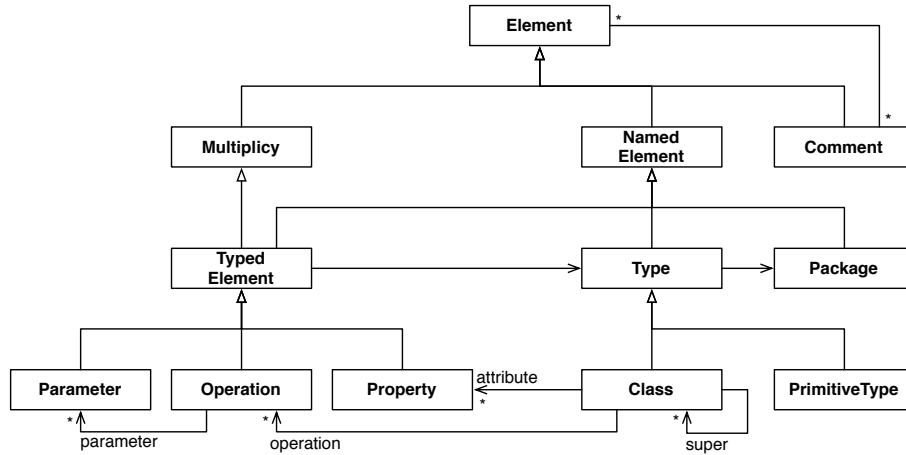 Element
*
*
Multiplicy
Named
Element
Comment
Typed
Element
Type
Package
Parameter
Operation
Property
attribute
*
Class
PrimitiveType
*
parameter
*
operation
*
super